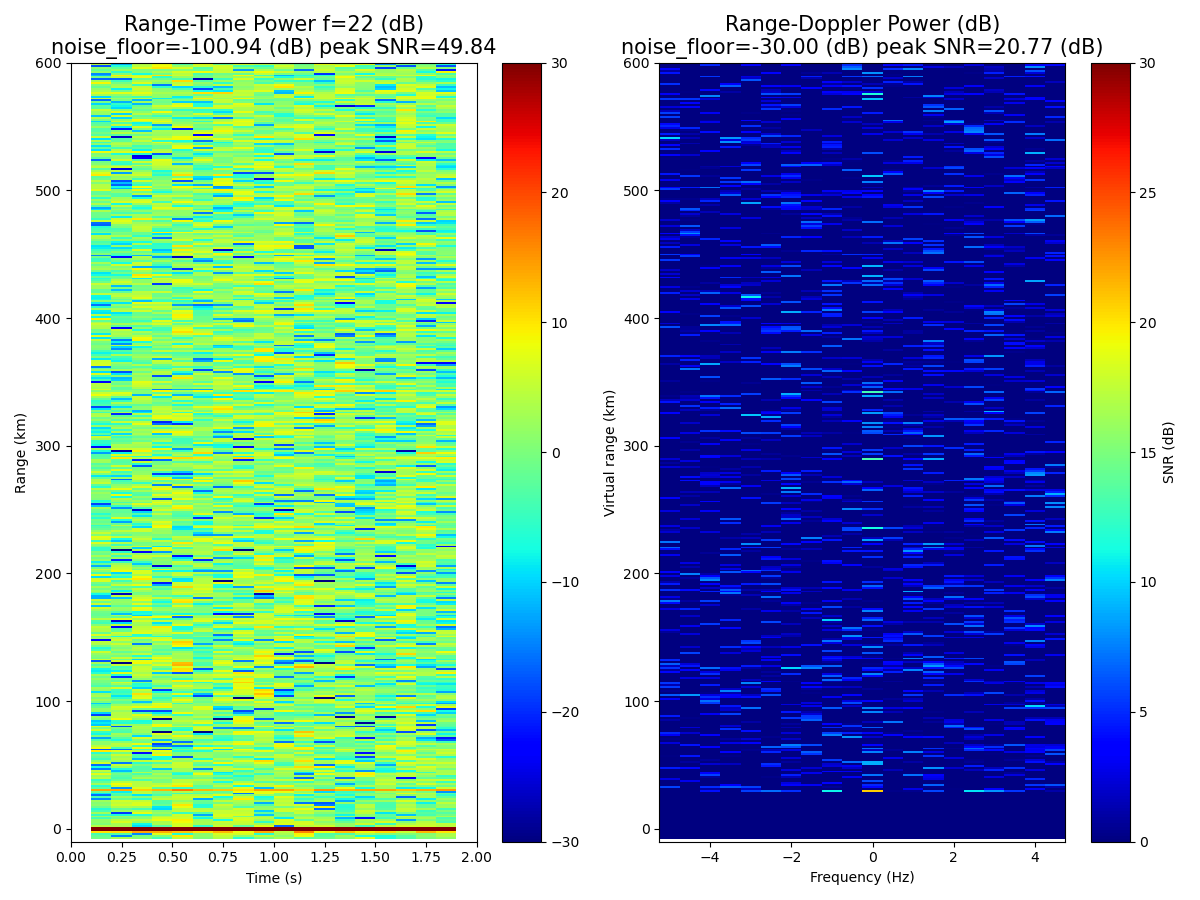 Range-Time Power f=22 (dB)
noise_floor=-100.94 (dB) peak SNR=49.84
Range (km)
600
500
400
300
200
100
0
0.00 0.25 0.50 0.75 1.00 1.25 1.50 1.75 2.00
Time (s)
30
20
10
0
−10
−20
−30
Range-Doppler Power (dB)
noise_floor=-30.00 (dB) peak SNR=20.77 (dB)
Virtual range (km)
600
500
400
300
200
100
0
−4 −2 0 2 4
Frequency (Hz)
30
25
20
15
10
5
0
SNR (dB)